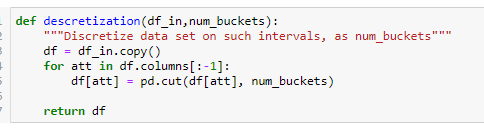 def descretization(df_in,num_buckets):
    """Discretize data set on such intervals, as num_buckets"""
    df = df_in.copy()
    for att in df.columns[:-1]:
        df[att] = pd.cut(df[att], num_buckets)

    return df